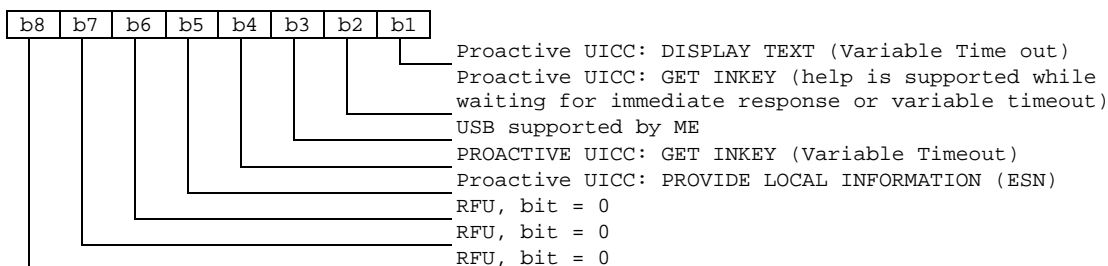 b8 b7 b6 b5 b4 b3 b2 b1
Proactive UICC: DISPLAY TEXT (Variable Time out)
Proactive UICC: GET INKEY (help is supported while
waiting for immediate response or variable timeout)
USB supported by ME
PROACTIVE UICC: GET INKEY (Variable Timeout)
Proactive UICC: PROVIDE LOCAL INFORMATION (ESN)
RFU, bit = 0
RFU, bit = 0
RFU, bit = 0